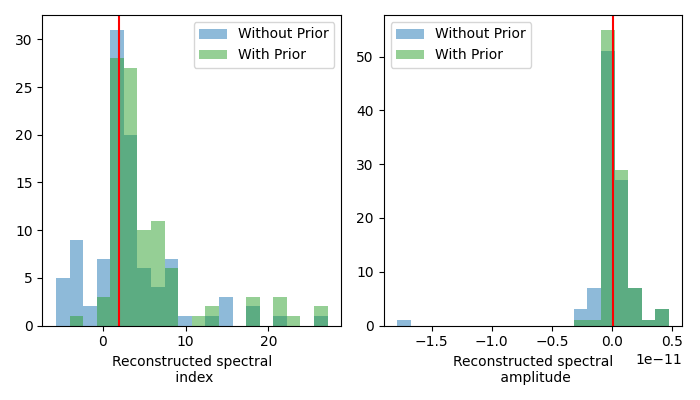 Without Prior
With Prior
30
25
20
15
10
5
0
0
10
20
Reconstructed spectral
index
Without Prior
With Prior
50
40
30
20
10
0
−1.5
−1.0
−0.5
0.0
0.5
1e−11
Reconstructed spectral
amplitude